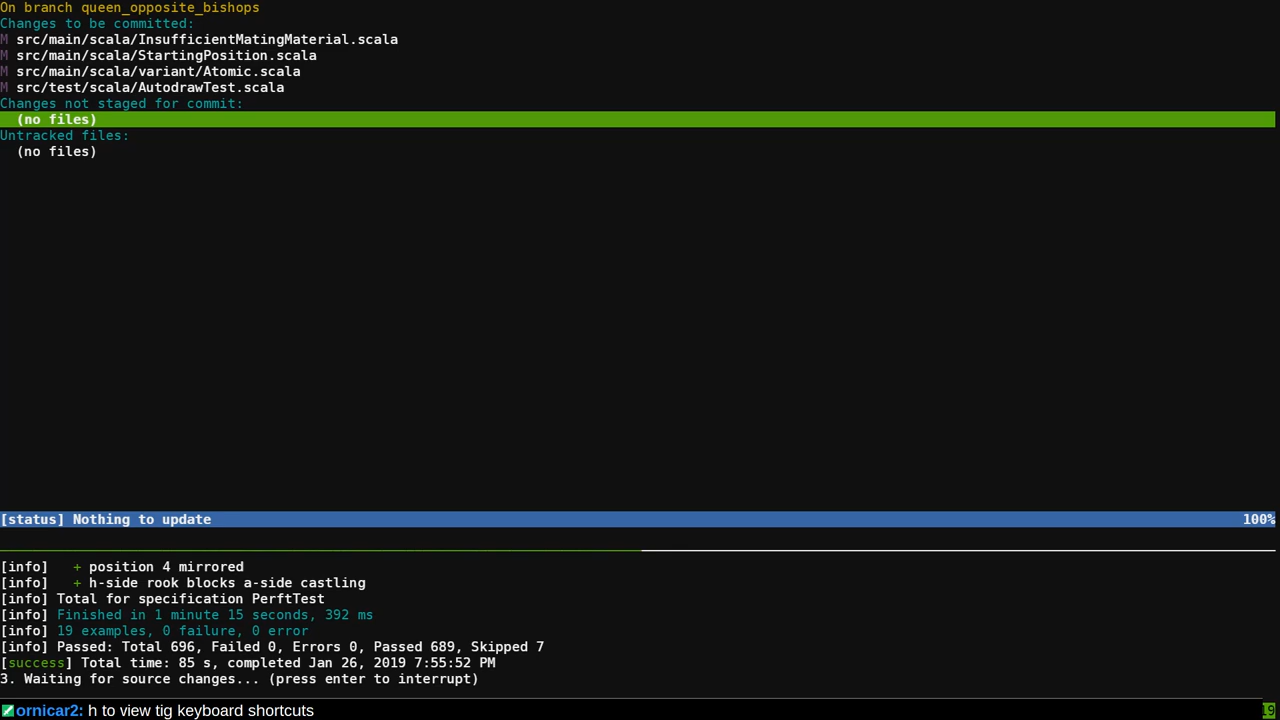 On branch queen_opposite_bishops
Changes to be committed:
M src/main/scala/InsufficientMatingMaterial.scala
M src/main/scala/StartingPosition.scala
M src/main/scala/variant/Atomic.scala
M src/test/scala/AutodrawTest.scala
Changes not staged for commit:
(no files)
Untracked files:
(no files)
[status] Nothing to update 100%
[info] + position 4 mirrored
[info] + h-side rook blocks a-side castling
[info] Total for specification PerftTest
[info] Finished in 1 minute 15 seconds, 392 ms
[info] 19 examples, 0 failure, 0 error
[info] Passed: Total 696, Failed 0, Errors 0, Passed 689, Skipped 7
[success] Total time: 85 s, completed Jan 26, 2019 7:55:52 PM
3. Waiting for source changes... (press enter to interrupt)
ornicar2: h to view tig keyboard shortcuts